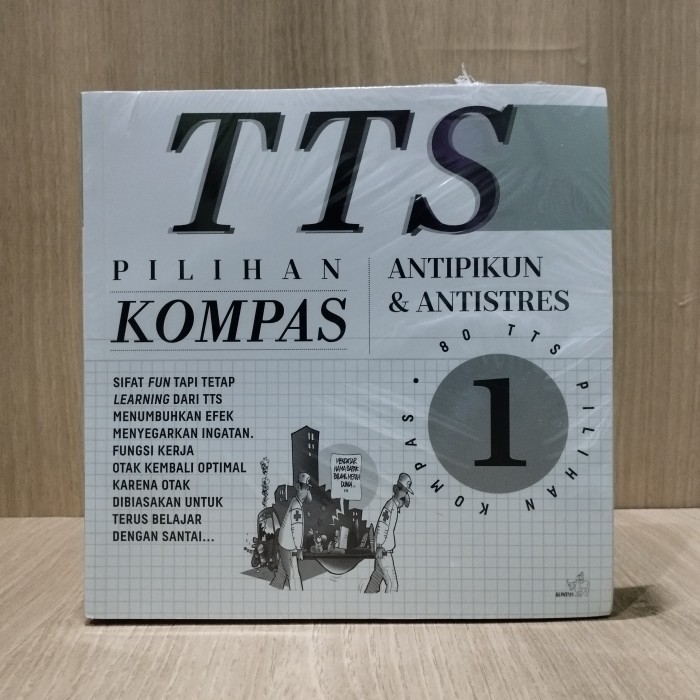 TTS
PILIHAN
KOMPAS
ANTIPIKUN
& ANTISTRES
80 TTS PILIHAN KOMPAS •
1
SIFAT FUN TAPI TETAP
LEARNING DARI TTS
MENUMBUHKAN EFEK
MENYEGARKAN INGATAN.
FUNGSI KERJA
OTAK KEMBALI OPTIMAL
KARENA OTAK
DIBIASAKAN UNTUK
TERUS BELAJAR
DENGAN SANTAI...